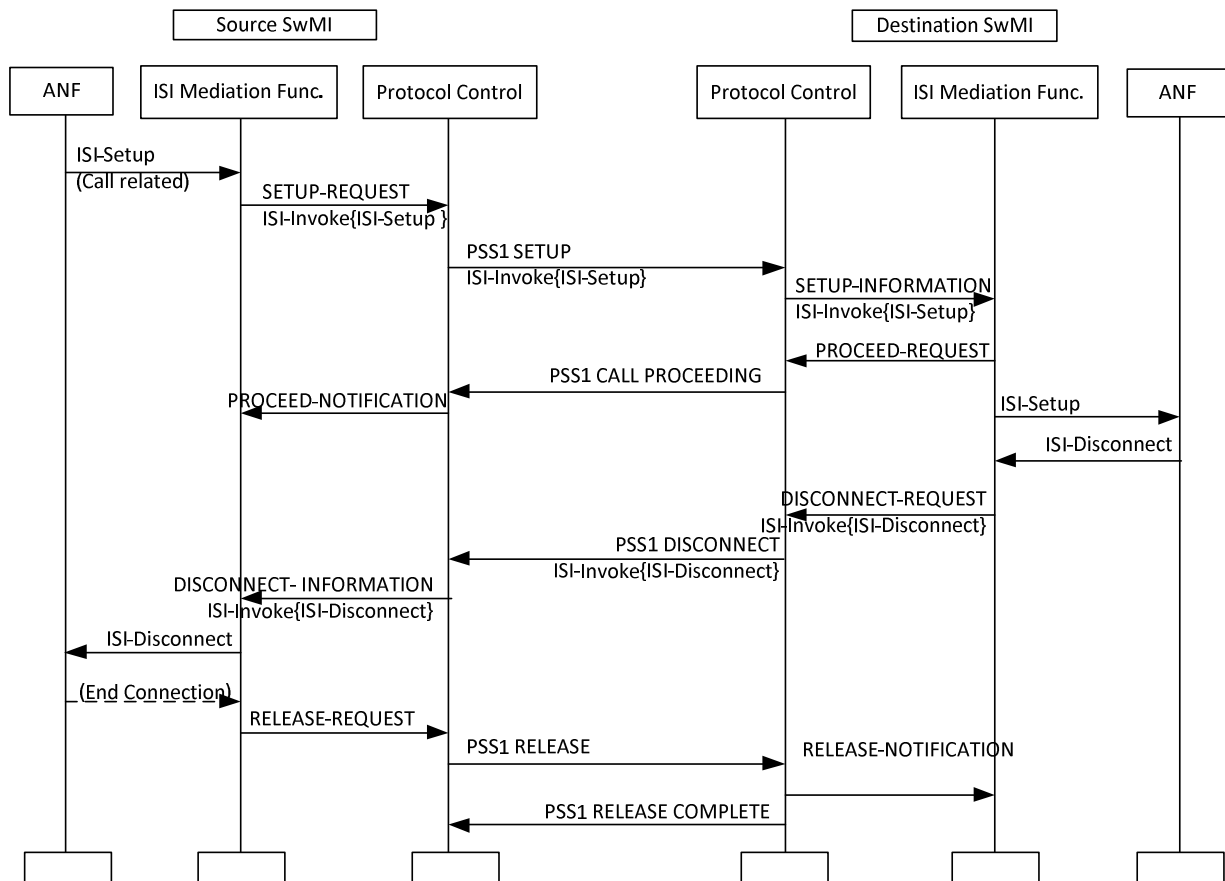 Source SwMI
Destination SwMI
ANF
ISI Mediation Func.
Protocol Control
Protocol Control
ISI Mediation Func.
ANF
ISI-Setup
(Call related)
SETUP-REQUEST
ISI-Invoke{ISI-Setup }
PSS1 SETUP
ISI-Invoke{ISI-Setup}
SETUP-INFORMATION
ISI-Invoke{ISI-Setup}
PROCEED-REQUEST
PSS1 CALL PROCEEDING
PROCEED-NOTIFICATION
ISI-Setup
ISI-Disconnect
DISCONNECT-REQUEST
ISI-Invoke{ISI-Disconnect}
PSS1 DISCONNECT
ISI-Invoke{ISI-Disconnect}
DISCONNECT- INFORMATION
ISI-Invoke{ISI-Disconnect}
ISI-Disconnect
(End Connection)
RELEASE-REQUEST
PSS1 RELEASE
RELEASE-NOTIFICATION
PSS1 RELEASE COMPLETE